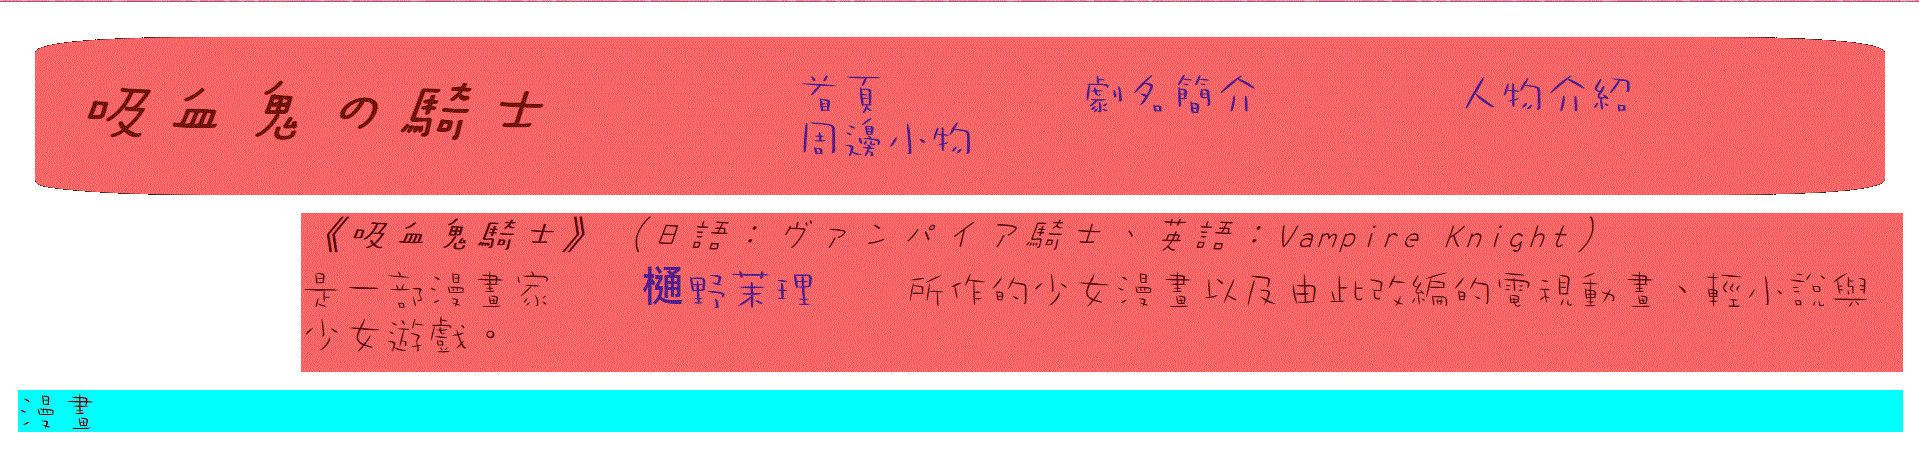 吸血鬼の騎士
首頁 劇名簡介 人物介紹
周邊小物
《吸血鬼騎士》（日語：ヴァンパイア騎士、英語：Vampire Knight）
是一部漫畫家 樋野茉理 所作的少女漫畫以及由此改編的電視動畫、輕小說與
少女遊戲。
漫畫